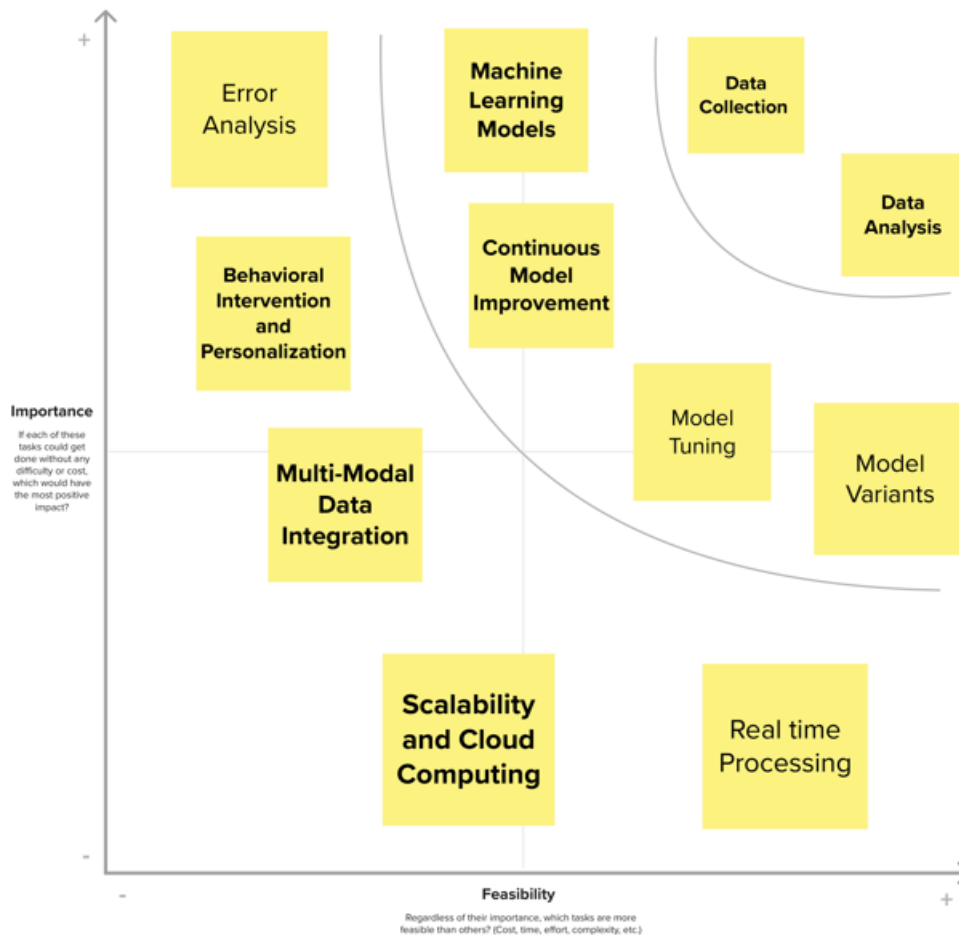 +
Error
Analysis
Machine
Learning
Models
Data
Collection
Data
Analysis
Behavioral
Intervention
and
Personalization
Continuous
Model
Improvement
Importance
If each of these
tasks could get
done without any
difficulty or cost,
which would have
the most positive
impact?
Model
Tuning
Multi-Modal
Data
Integration
Model
Variants
Scalability
and Cloud
Computing
Real time
Processing
-
-
Feasibility
+
Regardless of their importance, which tasks are more
feasible than others? (Cost, time, effort, complexity, etc.)